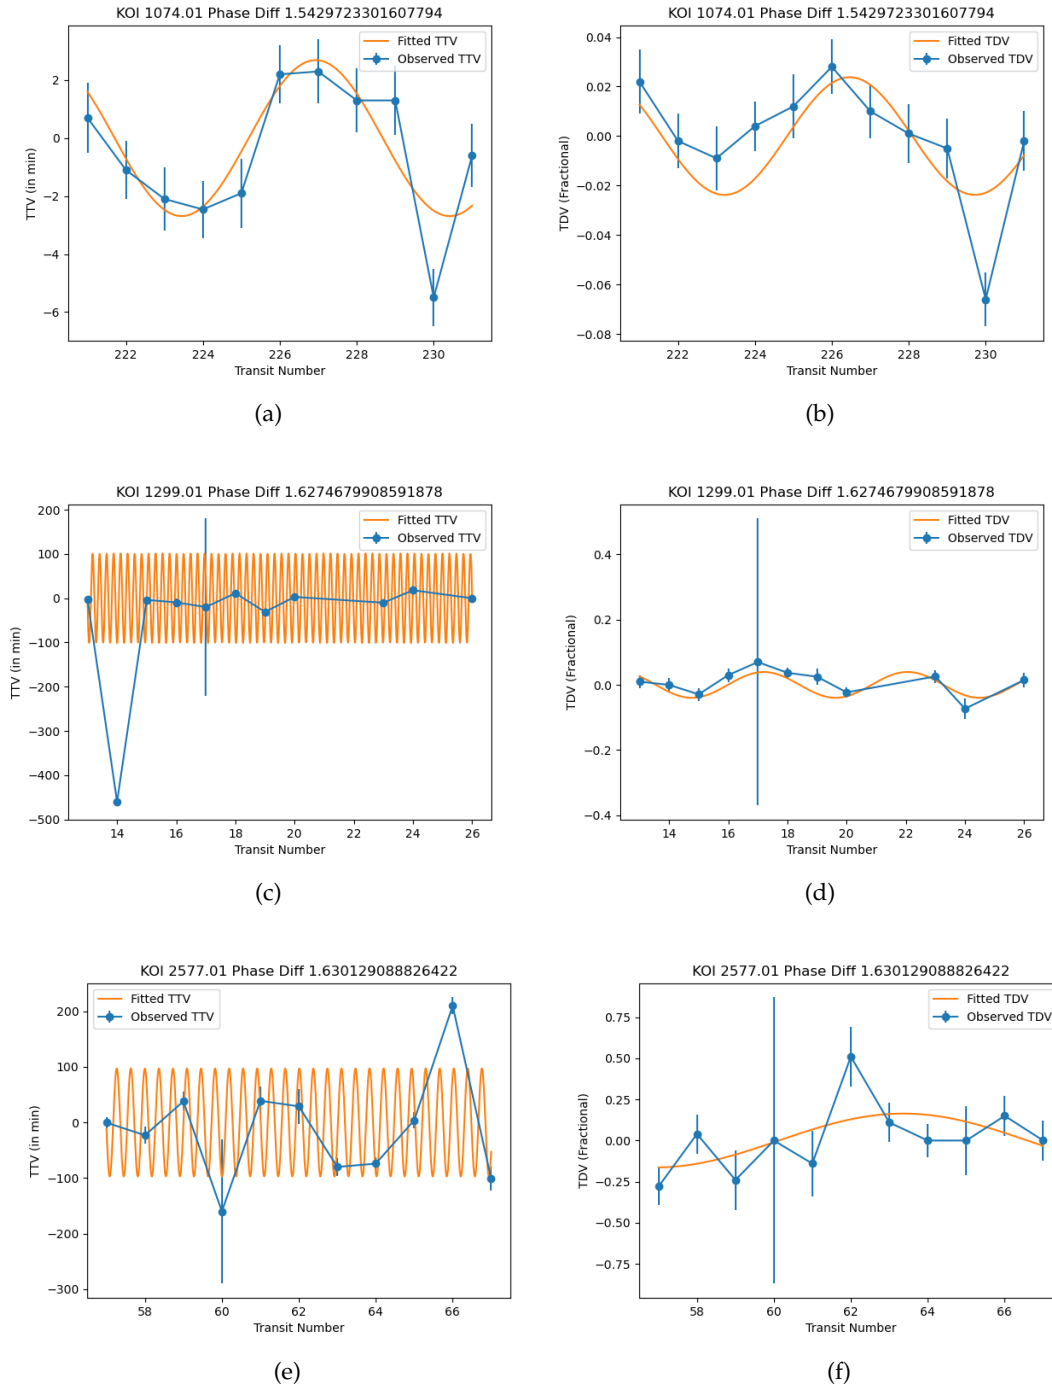 KOI 1074.01 Phase Diff 1.5429723301607794
Fitted TTV
Observed TTV
TTV (in min)
2
0
−2
−4
−6
222 224 226 228 230
Transit Number
(a)
KOI 1074.01 Phase Diff 1.5429723301607794
Fitted TDV
Observed TDV
TDV (Fractional)
0.04
0.02
0.00
−0.02
−0.04
−0.06
−0.08
222 224 226 228 230
Transit Number
(b)
KOI 1299.01 Phase Diff 1.6274679908591878
Fitted TTV
Observed TTV
TTV (in min)
200
100
0
−100
−200
−300
−400
−500
14 16 18 20 22 24 26
Transit Number
(c)
KOI 1299.01 Phase Diff 1.6274679908591878
Fitted TDV
Observed TDV
TDV (Fractional)
0.4
0.2
0.0
−0.2
−0.4
14 16 18 20 22 24 26
Transit Number
(d)
KOI 2577.01 Phase Diff 1.630129088826422
Fitted TTV
Observed TTV
TTV (in min)
200
100
0
−100
−200
−300
58 60 62 64 66
Transit Number
(e)
KOI 2577.01 Phase Diff 1.630129088826422
Fitted TDV
Observed TDV
TDV (Fractional)
0.75
0.50
0.25
0.00
−0.25
−0.50
−0.75
58 60 62 64 66
Transit Number
(f)